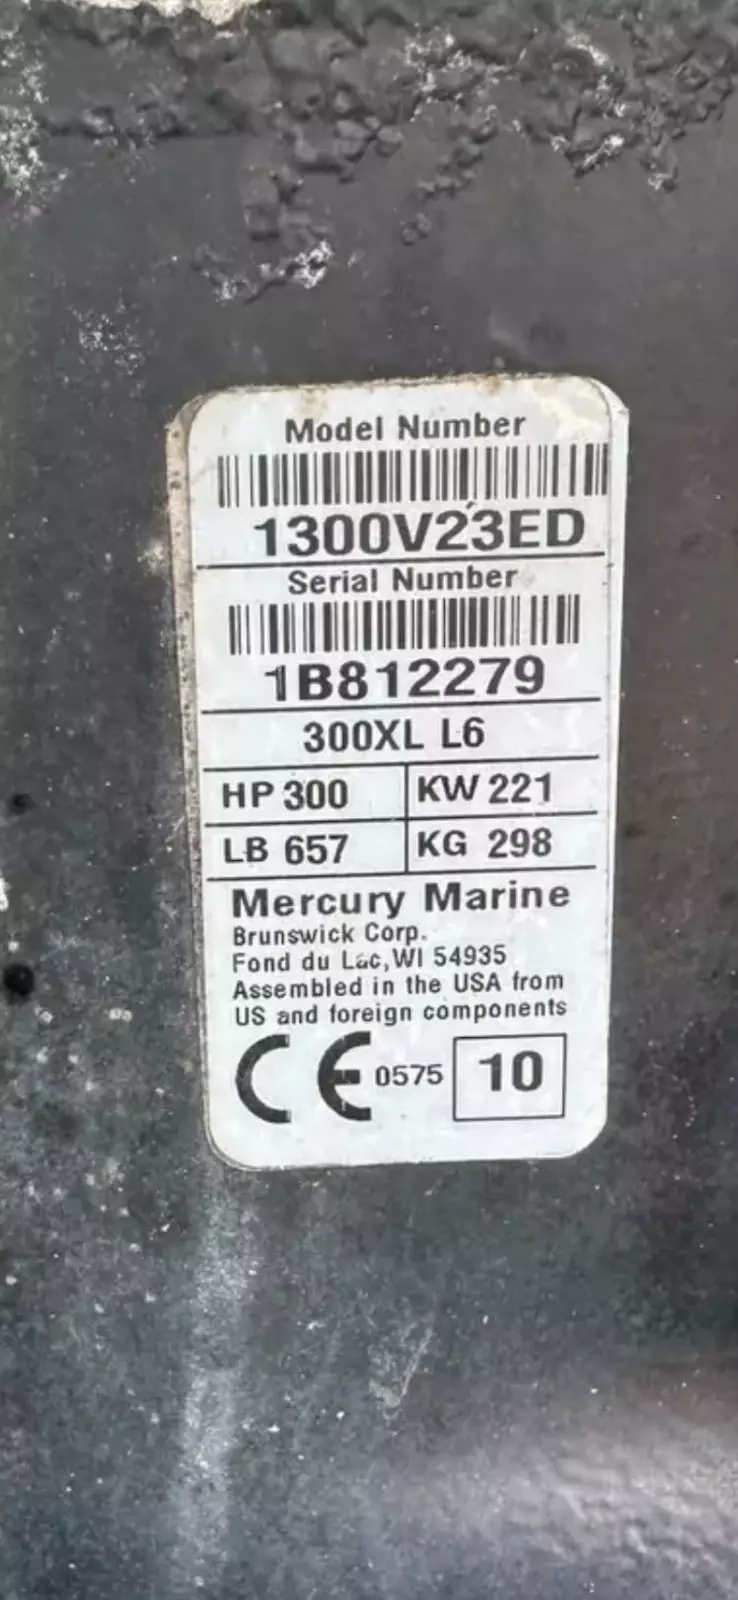 Model Number
1300V23ED
Serial Number
1B812279
300XL L6
HP 300 KW 221
LB 657 KG 298
Mercury Marine
Brunswick Corp.
Fond du Lac, WI 54935
Assembled in the USA from
US and foreign components
CE 0575 10